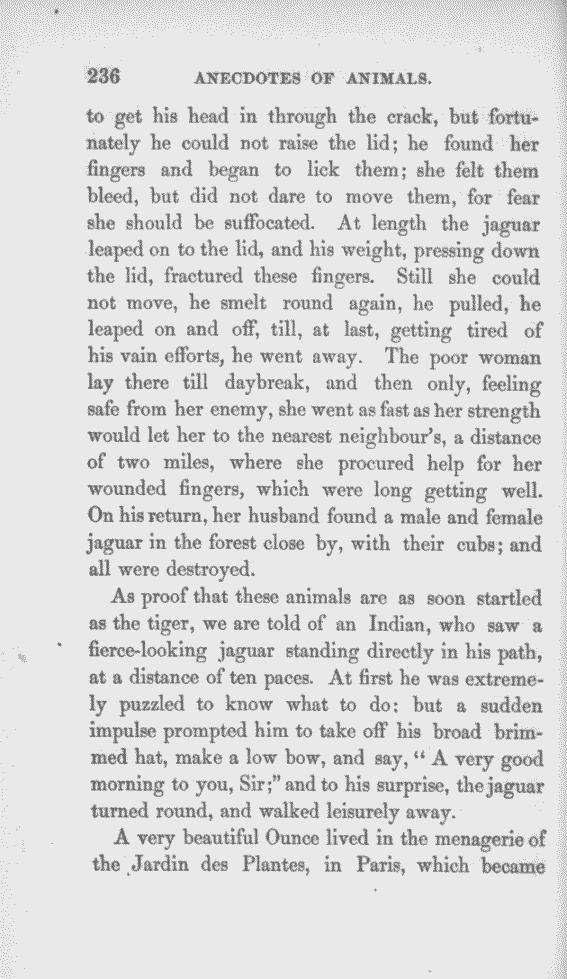 236 ANECDOTES OF ANIMALS.
to get his head in through the crack, but fortu-
nately he could not raise the lid; he found her
fingers and began to lick them; she felt them
bleed, but did not dare to move them, for fear
she should be suffocated. At length the jaguar
leaped on to the lid, and his weight, pressing down
the lid, fractured these fingers. Still she could
not move, he smelt round again, he pulled, he
leaped on and off, till, at last, getting tired of
his vain efforts, he went away. The poor woman
lay there till daybreak, and then only, feeling
safe from her enemy, she went as fast as her strength
would let her to the nearest neighbour's, a distance
of two miles, where she procured help for her
wounded fingers, which were long getting well.
On his return, her husband found a male and female
jaguar in the forest close by, with their cubs; and
all were destroyed.
As proof that these animals are as soon startled
as the tiger, we are told of an Indian, who saw a
fierce-looking jaguar standing directly in his path,
at a distance of ten paces. At first he was extreme-
ly puzzled to know what to do: but a sudden
impulse prompted him to take off his broad brim-
med hat, make a low bow, and say, "A very good
morning to you, Sir;" and to his surprise, the jaguar
turned round, and walked leisurely away.
A very beautiful Ounce lived in the menagerie of
the Jardin des Plantes, in Paris, which became